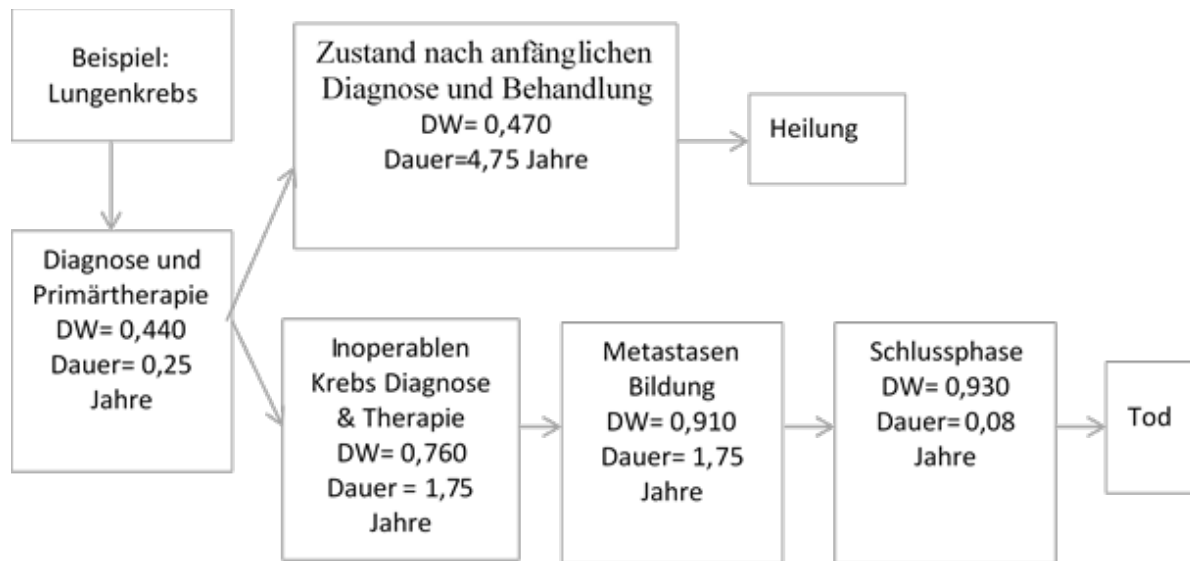 Beispiel:
Lungenkrebs
Zustand nach anfänglichen
Diagnose und Behandlung
DW= 0,470
Dauer=4,75 Jahre
Heilung
Diagnose und
Primärtherapie
DW= 0,440
Dauer= 0,25
Jahre
Inoperablen
Krebs Diagnose
& Therapie
DW= 0,760
Dauer = 1,75
Jahre
Metastasen
Bildung
DW= 0,910
Dauer= 1,75
Jahre
Schlussphase
DW= 0,930
Dauer= 0,08
Jahre
Tod